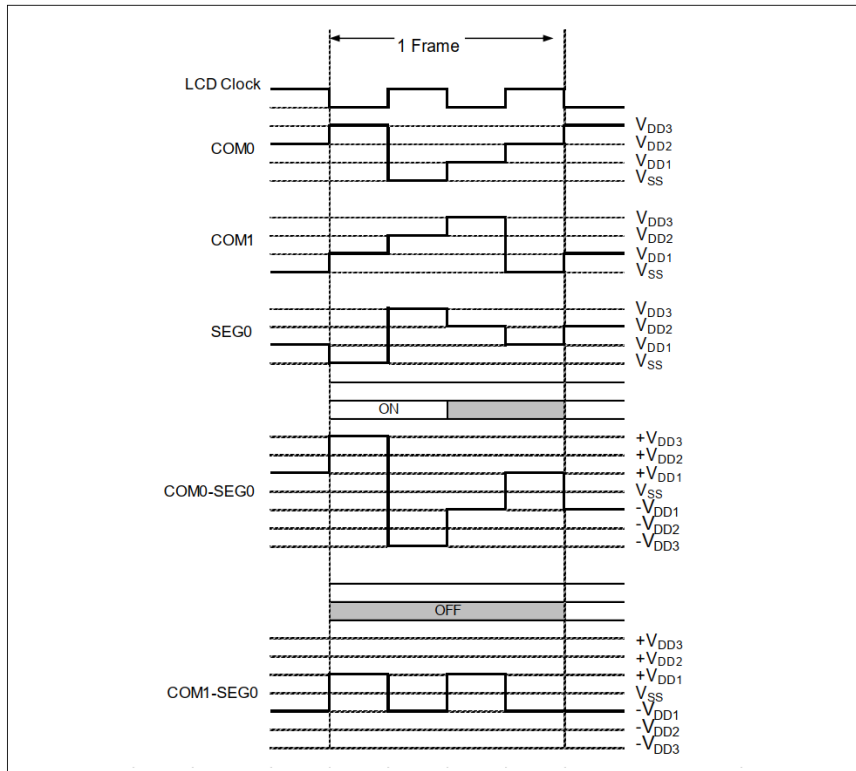 1 Frame
LCD Clock
COM0
VDD3
VDD2
VDD1
VSS
COM1
VDD3
VDD2
VDD1
VSS
SEG0
VDD3
VDD2
VDD1
VSS
ON
COM0-SEG0
+VDD3
+VDD2
+VDD1
VSS
-VDD1
-VDD2
-VDD3
OFF
COM1-SEG0
+VDD3
+VDD2
+VDD1
VSS
-VDD1
-VDD2
-VDD3